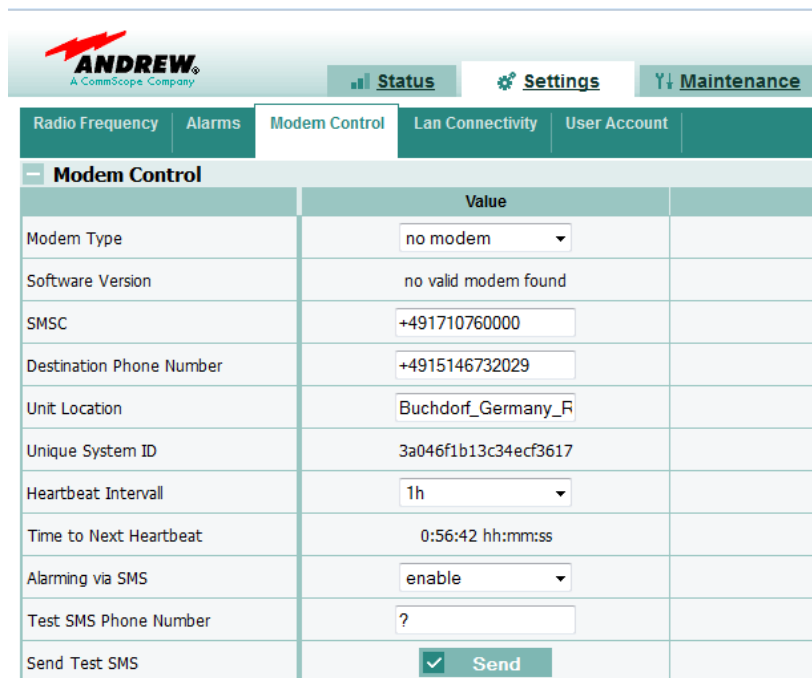 ANDREW®
A CommScope Company
Status Settings Maintenance
Radio Frequency Alarms Modem Control Lan Connectivity User Account
Modem Control
Value
Modem Type no modem
Software Version no valid modem found
SMSC +491710760000
Destination Phone Number +4915146732029
Unit Location Buchdorf_Germany_R
Unique System ID 3a046f1b13c34ecf3617
Heartbeat Intervall 1h
Time to Next Heartbeat 0:56:42 hh:mm:ss
Alarming via SMS enable
Test SMS Phone Number ?
Send Test SMS Send